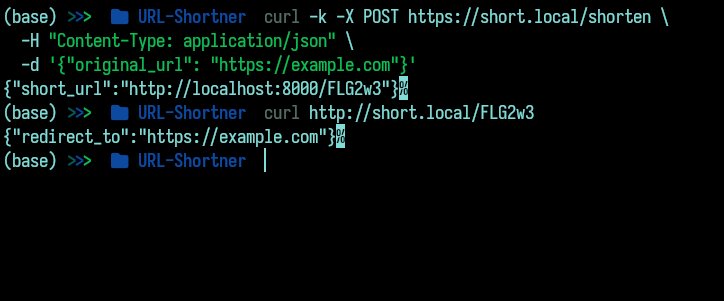 (base) >>> URL-Shortner curl -k -X POST https://short.local/shorten \
-H "Content-Type: application/json" \
-d '{"original_url": "https://example.com"}'
{"short_url":"http://localhost:8000/FLG2w3"}%
(base) >>> URL-Shortner curl http://short.local/FLG2w3
{"redirect_to":"https://example.com"}%
(base) >>> URL-Shortner